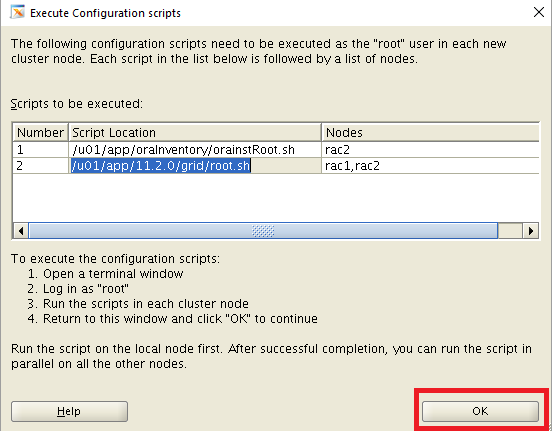 Execute Configuration scripts
The following configuration scripts need to be executed as the "root" user in each new
cluster node. Each script in the list below is followed by a list of nodes.
Scripts to be executed:
Number Script Location Nodes
1 /u01/app/oraInventory/orainstRoot.sh rac2
2 /u01/app/11.2.0/grid/root.sh rac1,rac2
To execute the configuration scripts:
1. Open a terminal window
2. Log in as "root"
3. Run the scripts in each cluster node
4. Return to this window and click "OK" to continue
Run the script on the local node first. After successful completion, you can run the script in
parallel on all the other nodes.
Help OK